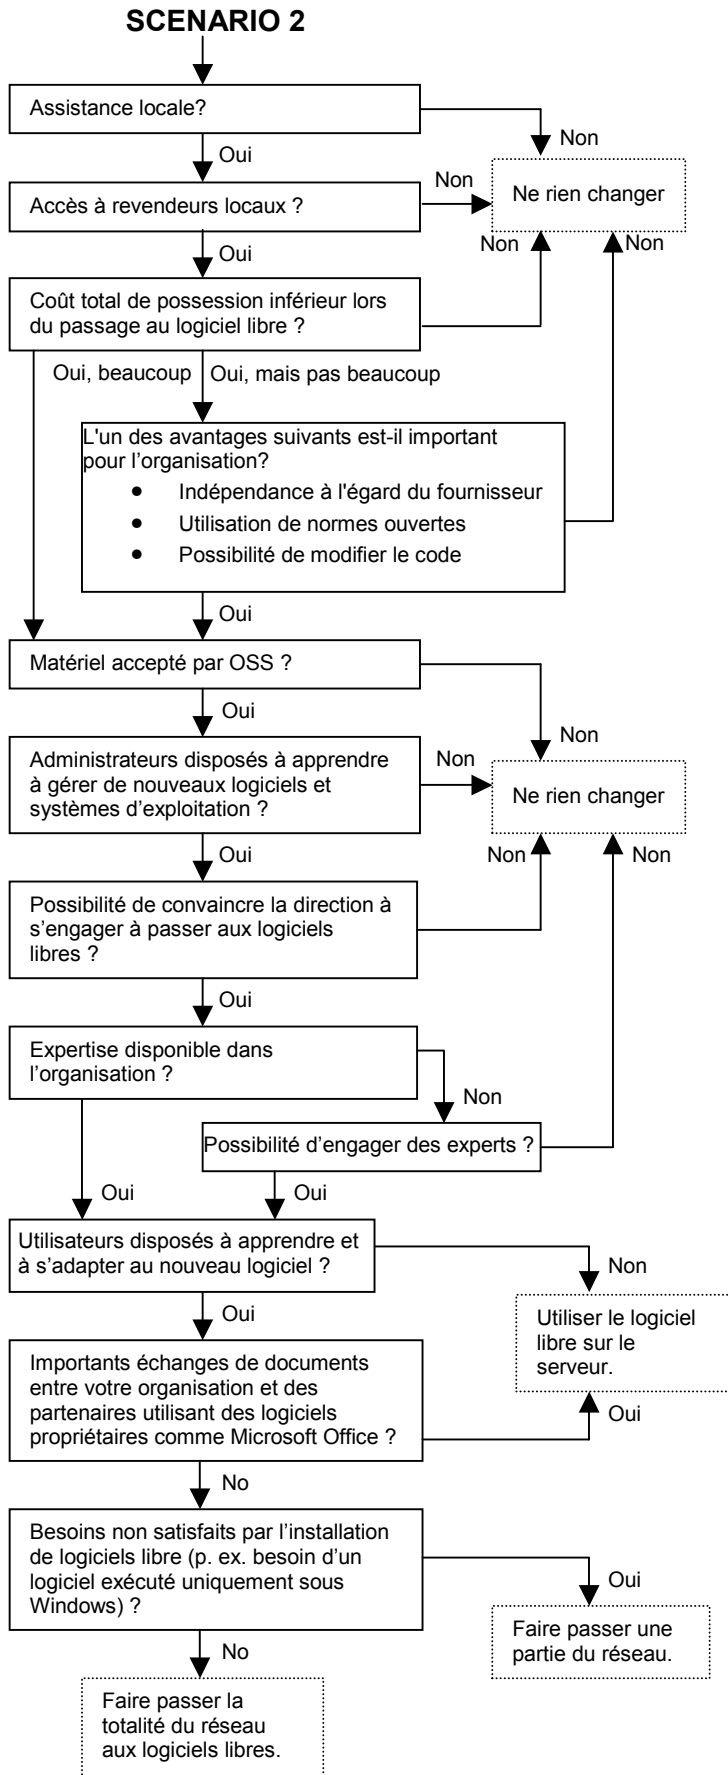 SCENARIO 2
Assistance locale?
Non
Oui
Ne rien changer
Accès à revendeurs locaux ?
Non
Oui
Non
Non
Coût total de possession inférieur lors
du passage au logiciel libre ?
Oui, beaucoup
Oui, mais pas beaucoup
L'un des avantages suivants est-il important
pour l'organisation?
• Indépendance à l'égard du fournisseur
• Utilisation de normes ouvertes
• Possibilité de modifier le code
Oui
Matériel accepté par OSS ?
Non
Oui
Administrateurs disposés à apprendre
à gérer de nouveaux logiciels et
systèmes d'exploitation ?
Non
Ne rien changer
Oui
Non
Non
Possibilité de convaincre la direction à
s'engager à passer aux logiciels
libres ?
Oui
Expertise disponible dans
l'organisation ?
Non
Possibilité d'engager des experts ?
Oui
Oui
Utilisateurs disposés à apprendre et
à s'adapter au nouveau logiciel ?
Non
Oui
Utiliser le logiciel
libre sur le
serveur.
Importants échanges de documents
entre votre organisation et des
partenaires utilisant des logiciels
propriétaires comme Microsoft Office ?
Oui
No
Besoins non satisfaits par l'installation
de logiciels libre (p. ex. besoin d'un
logiciel exécuté uniquement sous
Windows) ?
Oui
Faire passer une
partie du réseau.
No
Faire passer la
totalité du réseau
aux logiciels libres.